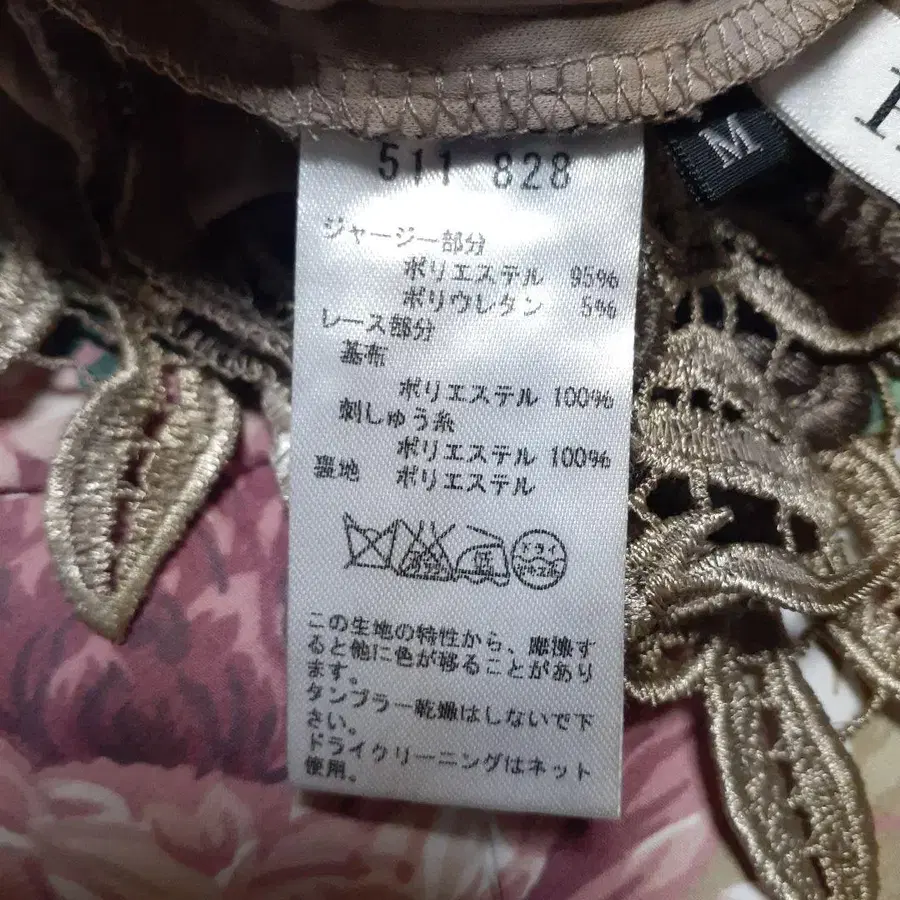 511 828
M
ジャージー部分
ポリエステル 95%
ポリウレタン 5%
レース部分
基布
ポリエステル 100%
刺しゅう糸
ポリエステル 100%
裏地 ポリエステル
ドライ
この生地の特性から、摩擦す
ると他に色が移ることがあり
ます。
タンブラー乾燥はしないで下
さい。
ドライクリーニングはネット
使用。